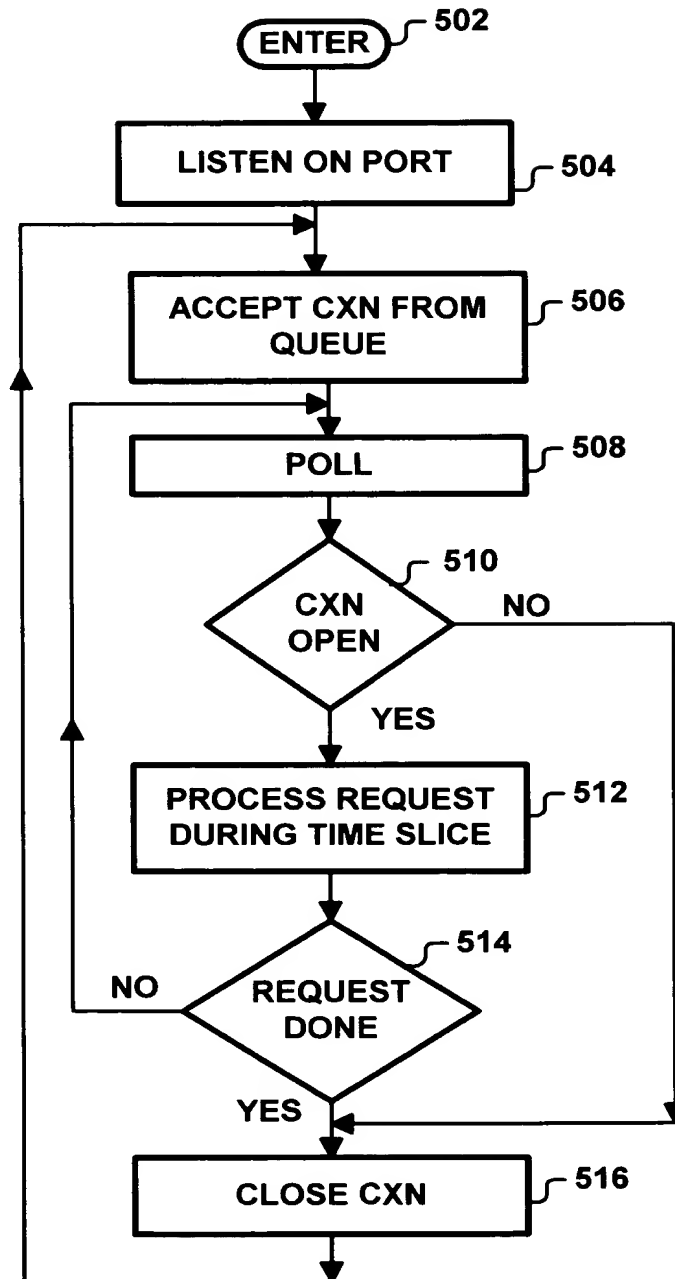 ENTER
502
LISTEN ON PORT
504
ACCEPT CXN FROM
QUEUE
506
POLL
508
510
CXN
OPEN
NO
YES
PROCESS REQUEST
DURING TIME SLICE
512
514
NO
REQUEST
DONE
YES
CLOSE CXN
516